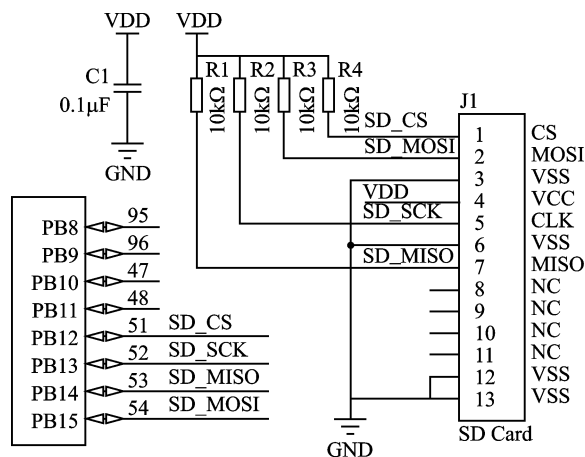 VDD
VDD
C1
0.1μF
GND
R1
10kΩ
R2
10kΩ
R3
10kΩ
R4
10kΩ
J1
SD_CS
1
CS
SD_MOSI
2
MOSI
3
VSS
VDD
4
VCC
SD_SCK
5
CLK
6
VSS
SD_MISO
7
MISO
8
NC
9
NC
10
NC
11
NC
12
VSS
13
VSS
GND
SD Card
PB8
95
PB9
96
PB10
47
PB11
48
PB12
51
SD_CS
PB13
52
SD_SCK
PB14
53
SD_MISO
PB15
54
SD_MOSI